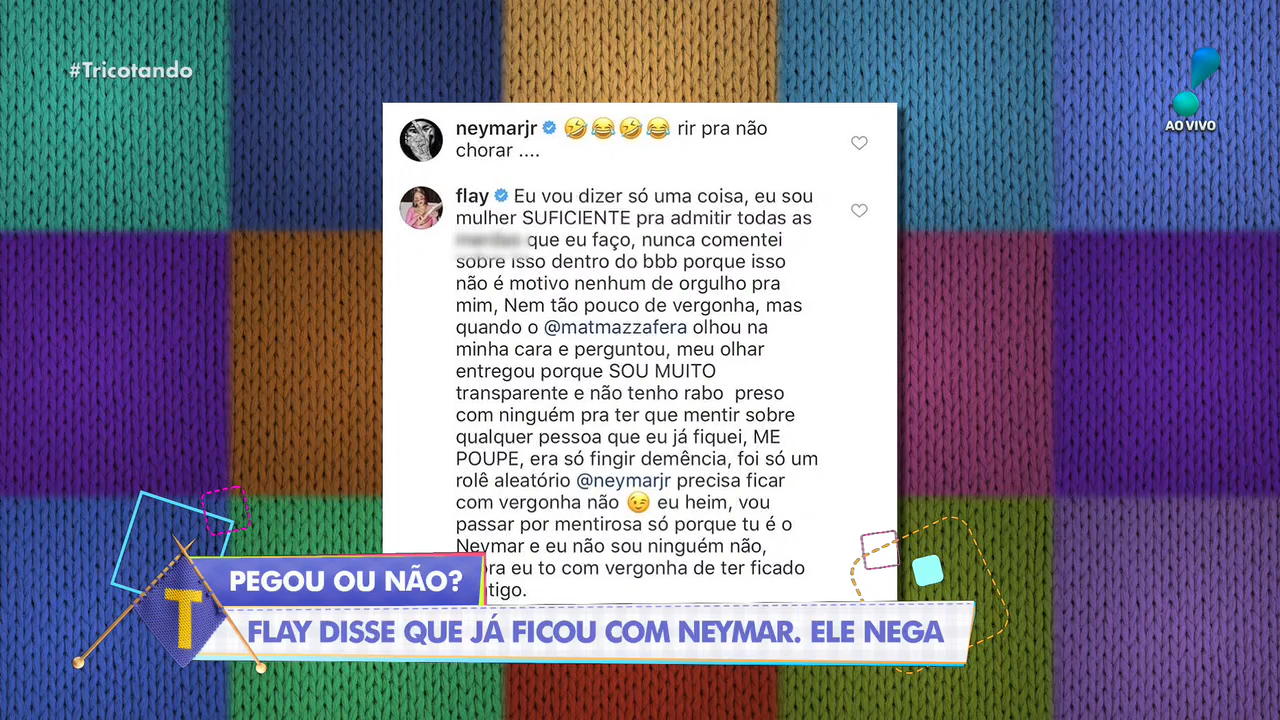 #Tricotando
AO VIVO
neymarjr 🤣😂🤣😂 rir pra não
chorar ....
flay Eu vou dizer só uma coisa, eu sou
mulher SUFICIENTE pra admitir todas as
que eu faço, nunca comentei
sobre isso dentro do bbb porque isso
não é motivo nenhum de orgulho pra
mim, Nem tão pouco de vergonha, mas
quando o @matmazzafera olhou na
minha cara e perguntou, meu olhar
entregou porque SOU MUITO
transparente e não tenho rabo preso
com ninguém pra ter que mentir sobre
qualquer pessoa que eu já fiquei, ME
POUPE, era só fingir demência, foi só um
rolê aleatório @neymarjr precisa ficar
com vergonha não 😉 eu heim, vou
passar por mentirosa só porque tu é o
Neymar e eu não sou ninguém não,
eu to com vergonha de ter ficado
T
PEGOU OU NÃO?
FLAY DISSE QUE JÁ FICOU COM NEYMAR. ELE NEGA